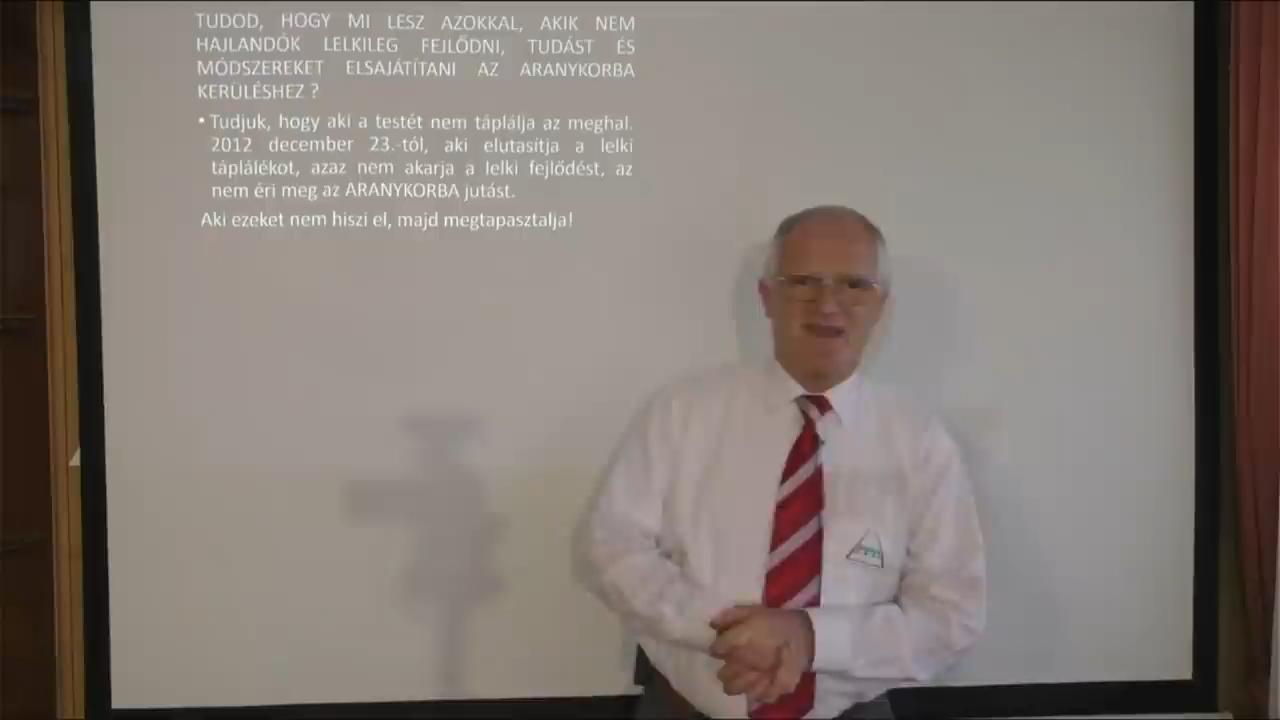 TUDOD, HOGY MI LESZ AZOKKAL, AKIK NEM
HAJLANDÓK LELKILEG FEJLŐDNI, TUDÁST ÉS
MÓDSZEREKET ELSAJÁTÍTANI AZ ARANYKORBA
KERÜLÉSHEZ ?
• Tudjuk, hogy aki a testét nem táplálja az meghal.
2012 december 23.-tól, aki elutasítja a lelki
táplálékot, azaz nem akarja a lelki fejlődést, az
nem éri meg az ARANYKORBA jutást.
Aki ezeket nem hiszi el, majd megtapasztalja!